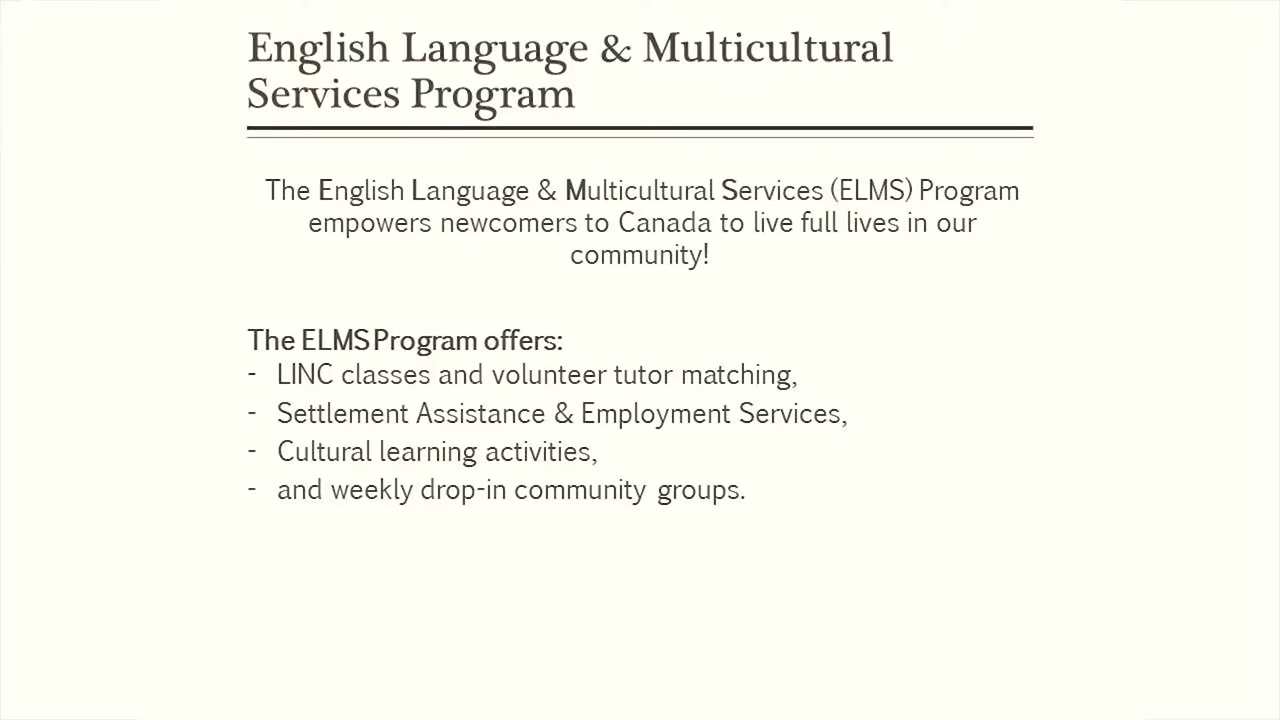 English Language & Multicultural
Services Program
The English Language & Multicultural Services (ELMS) Program
empowers newcomers to Canada to live full lives in our
community!
The ELMS Program offers:
- LINC classes and volunteer tutor matching,
- Settlement Assistance & Employment Services,
- Cultural learning activities,
- and weekly drop-in community groups.